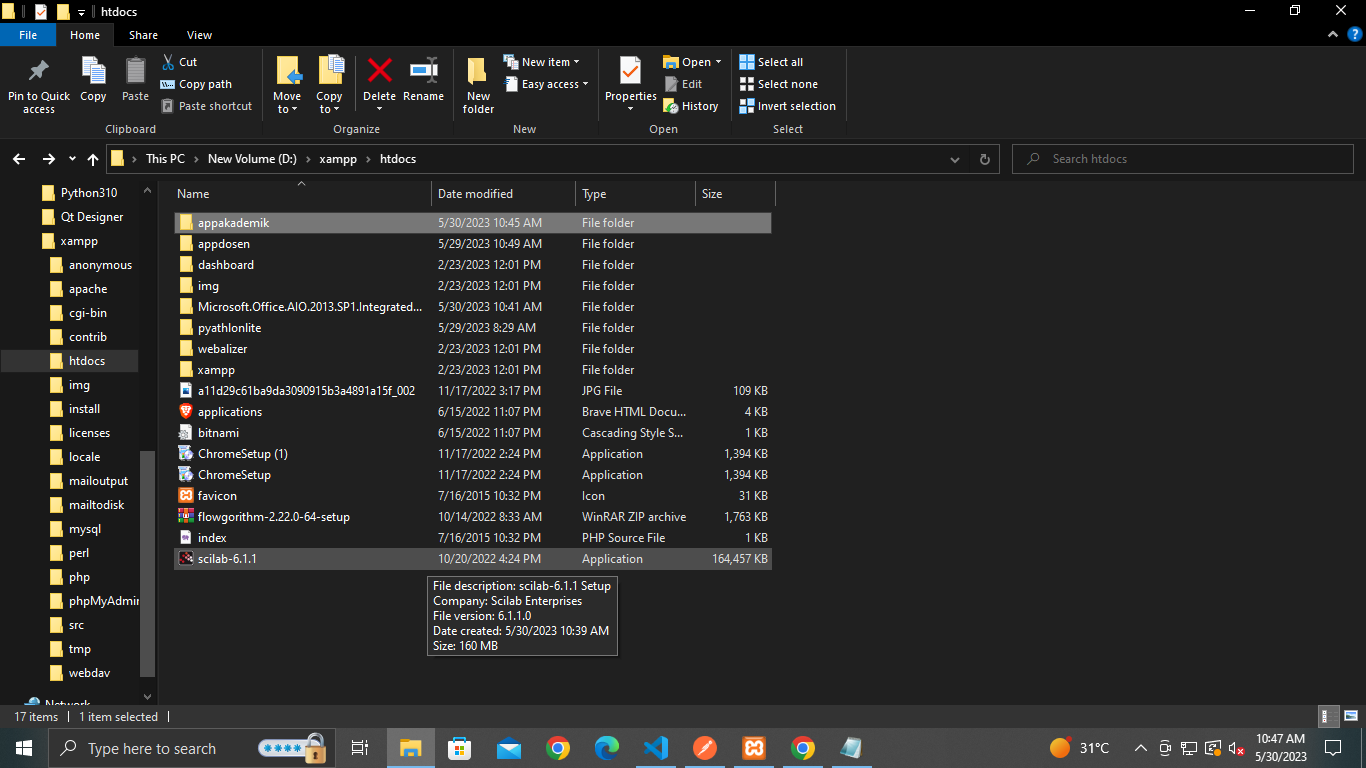 htdocs
File Home Share View
Pin to Quick access
Copy
Paste
Cut
Copy path
Paste shortcut
Clipboard
Move to
Copy to
Delete
Rename
Organize
New folder
New item
Easy access
New
Properties
Open
Edit
History
Open
Select all
Select none
Invert selection
Select
This PC > New Volume (D:) > xampp > htdocs
Search htdocs
Python310
Qt Designer
xampp
anonymous
apache
cgi-bin
contrib
htdocs
img
install
licenses
locale
mailoutput
mailtodisk
mysql
perl
php
phpMyAdmin
src
tmp
webdav
Network
Name Date modified Type Size
appakademik 5/30/2023 10:45 AM File folder
appdosen 5/29/2023 10:49 AM File folder
dashboard 2/23/2023 12:01 PM File folder
img 2/23/2023 12:01 PM File folder
Microsoft.Office.AIO.2013.SP1.Integrated... 5/30/2023 10:41 AM File folder
pyathlonlite 5/29/2023 8:29 AM File folder
webalizer 2/23/2023 12:01 PM File folder
xampp 2/23/2023 12:01 PM File folder
a11d29c61ba9da3090915b3a4891a15f_002 11/17/2022 3:17 PM JPG File 109 KB
applications 6/15/2022 11:07 PM Brave HTML Docu... 4 KB
bitnami 6/15/2022 11:07 PM Cascading Style S... 1 KB
ChromeSetup (1) 11/17/2022 2:24 PM Application 1,394 KB
ChromeSetup 11/17/2022 2:24 PM Application 1,394 KB
favicon 7/16/2015 10:32 PM Icon 31 KB
flowgorithm-2.22.0-64-setup 10/14/2022 8:33 AM WinRAR ZIP archive 1,763 KB
index 7/16/2015 10:32 PM PHP Source File 1 KB
scilab-6.1.1 10/20/2022 4:24 PM Application 164,457 KB
File description: scilab-6.1.1 Setup
Company: Scilab Enterprises
File version: 6.1.1.0
Date created: 5/30/2023 10:39 AM
Size: 160 MB
17 items 1 item selected
Type here to search
31°C
10:47 AM
5/30/2023